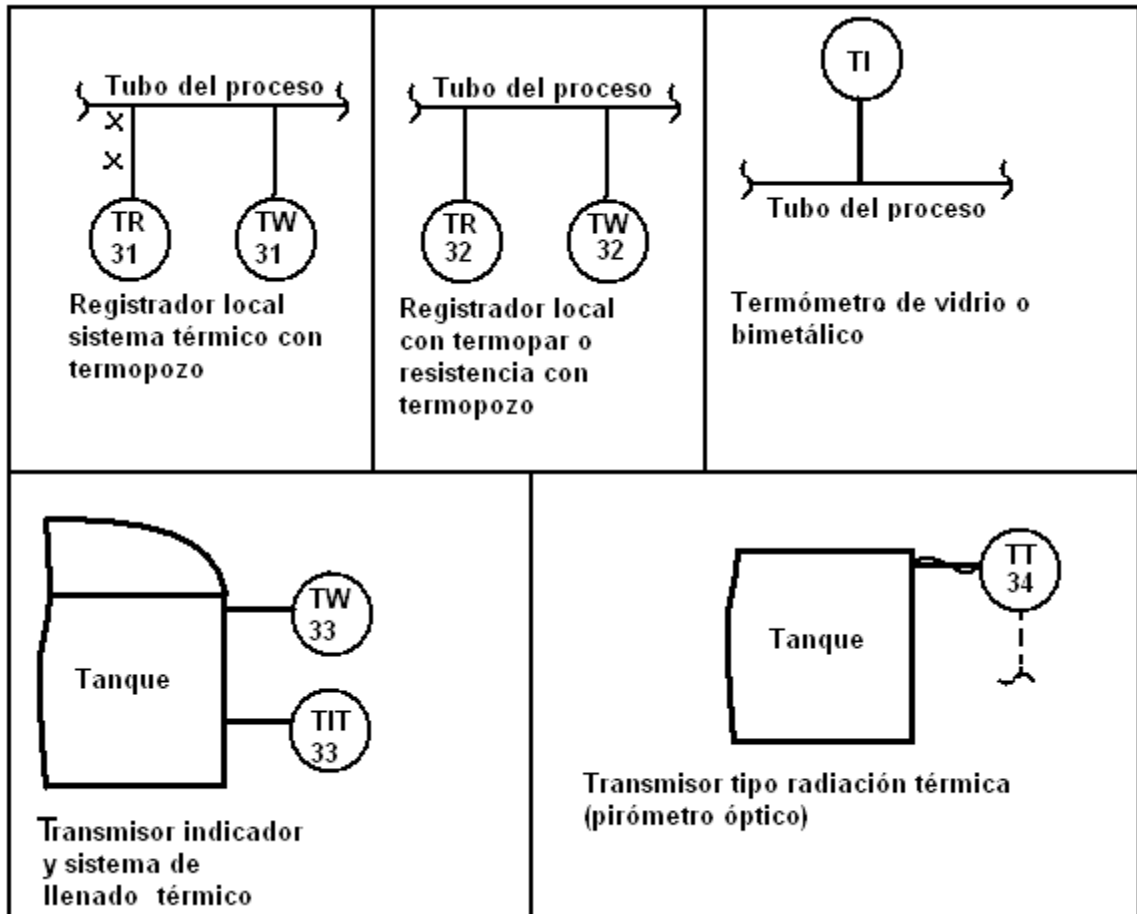 Tubo del proceso
x
x
TR
31
TW
31
Registrador local
sistema térmico con
termopozo
Tubo del proceso
TR
32
TW
32
Registrador local
con termopar o
resistencia con
termopozo
TI
Tubo del proceso
Termómetro de vidrio o
bimetálico
Tanque
TW
33
TIT
33
Transmisor indicador
y sistema de
llenado térmico
Tanque
TT
34
Transmisor tipo radiación térmica
(pirómetro óptico)